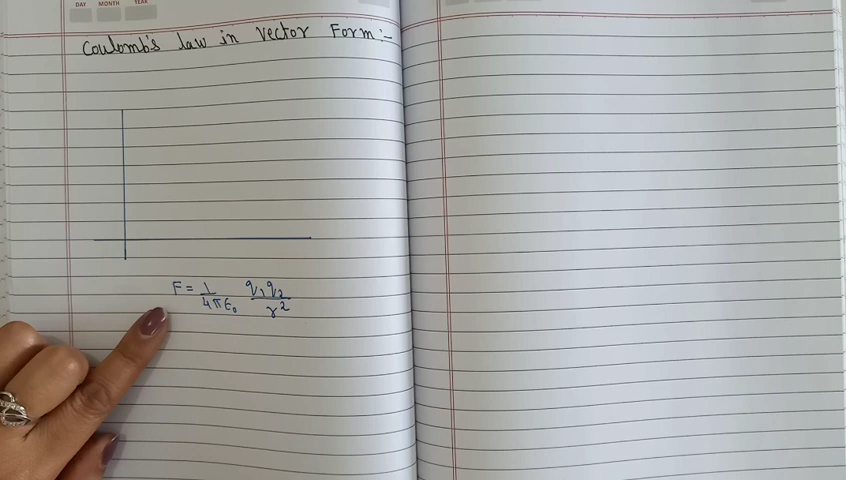 DAY MONTH YEAR
Coulomb's law in Vector Form :-
F = 1/4πε₀ q₁q₂/r²